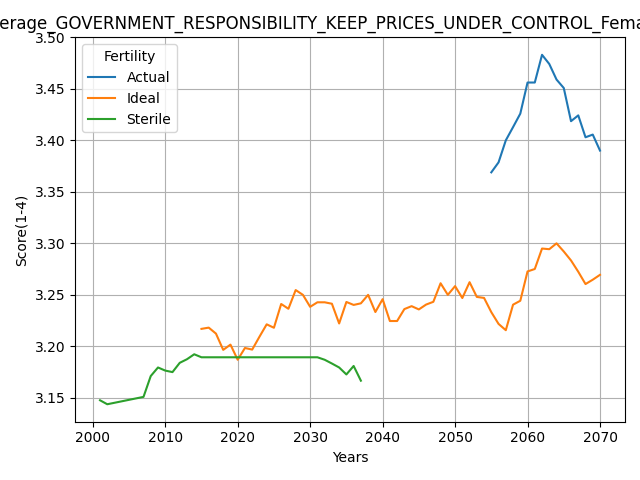 erage_GOVERNMENT_RESPONSIBILITY_KEEP_PRICES_UNDER_CONTROL_Fema
3.50
3.45
3.40
3.35
3.30
3.25
3.20
3.15
Score(1-4)
Fertility
Actual
Ideal
Sterile
2000 2010 2020 2030 2040 2050 2060 2070
Years